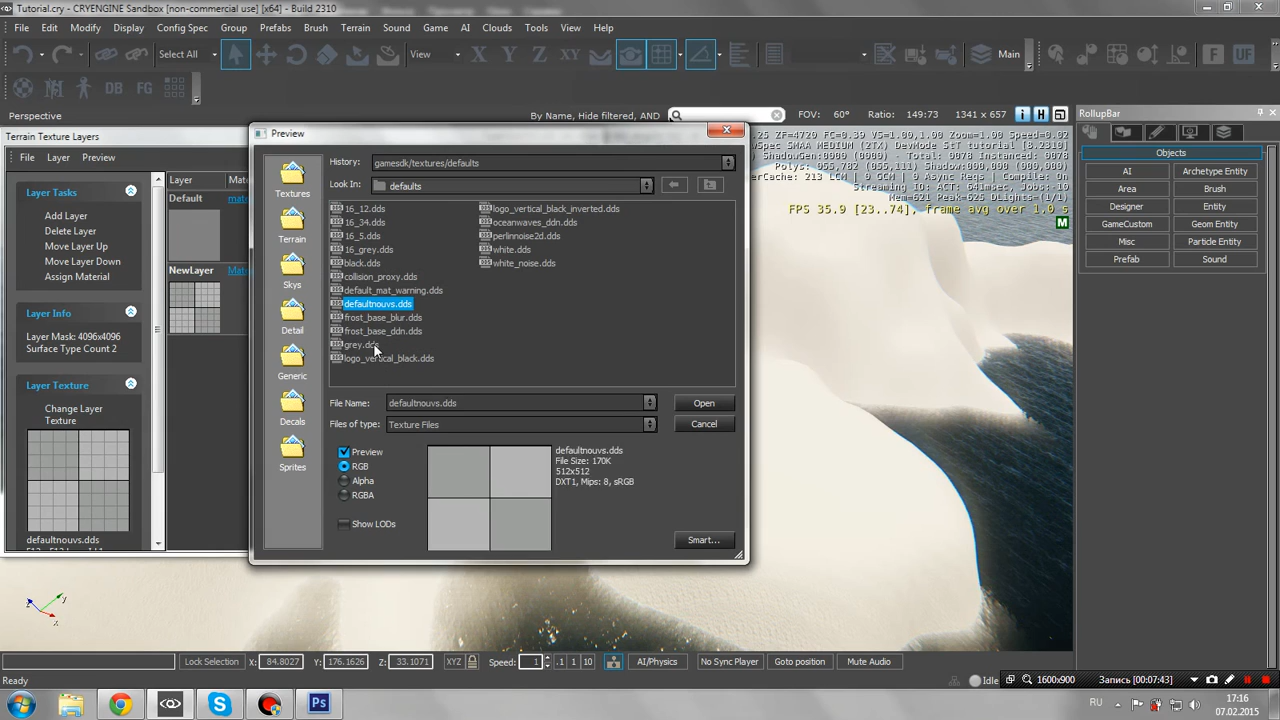 Tutorial.cry - CRYENGINE Sandbox [non-commercial use] [x64] - Build 2310
File Edit Modify Display Config Spec Group Prefabs Brush Terrain Sound Game AI Clouds Tools View Help
Select All View X Y Z XY Main F UF
DB FG
Perspective By Name, Hide filtered, AND FOV: 60° Ratio: 149:73 1341 x 657 i H RollupBar
Terrain Texture Layers
File Layer Preview
Layer Tasks
Add Layer
Delete Layer
Move Layer Up
Move Layer Down
Assign Material
Layer Info
Layer Mask: 4096x4096
Surface Type Count 2
Layer Texture
Change Layer
Texture
defaultnouvs.dds
Layer
Default
NewLayer
Preview
Textures
Terrain
Skys
Detail
Generic
Decals
Sprites
History: gamesdk/textures/defaults
Look In: defaults
16_12.dds
16_34.dds
16_5.dds
16_grey.dds
black.dds
collision_proxy.dds
default_mat_warning.dds
defaultnouvs.dds
frost_base_blur.dds
frost_base_ddn.dds
grey.dds
logo_vertical_black.dds
logo_vertical_black_inverted.dds
oceanwaves_ddn.dds
perlinnoise2d.dds
white.dds
white_noise.dds
File Name: defaultnouvs.dds Open
Files of type: Texture Files Cancel
Preview
RGB
Alpha
RGBA
Show LODs
defaultnouvs.dds
File Size: 170K
512x512
DXT1, Mips: 8, sRGB
Smart...
FPS 35.9 [23..74], frame avg over 1.0 s
M
Objects
AI Archetype Entity
Area Brush
Designer Entity
GameCustom GeomEntity
Misc Particle Entity
Prefab Sound
z y x
Lock Selection X: 84.8027 Y: 176.1626 Z: 33.1071 XYZ Speed: 1 .1 1 10 AI/Physics No Sync Player Goto position Mute Audio
Ready Idle 1600x900 Запись [00:07:43]
RU 17:16
07.02.2015